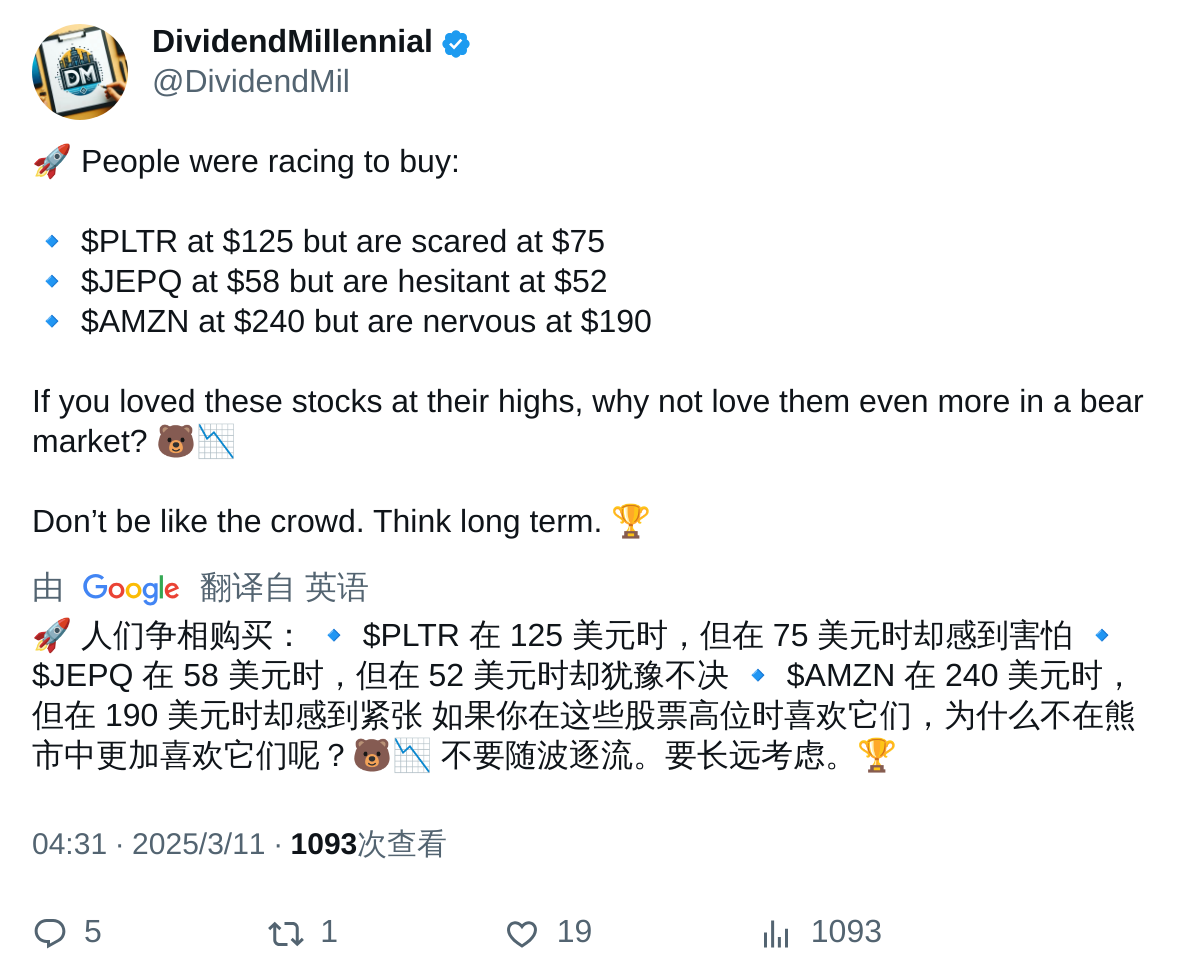 DM
DividendMillennial
@DividendMil
🚀 People were racing to buy:
🔹 $PLTR at $125 but are scared at $75
🔹 $JEPQ at $58 but are hesitant at $52
🔹 $AMZN at $240 but are nervous at $190
If you loved these stocks at their highs, why not love them even more in a bear
market? 🐻📉
Don’t be like the crowd. Think long term. 🏆
由 Google 翻译自 英语
🚀 人们争相购买： 🔹 $PLTR 在 125 美元时，但在 75 美元时却感到害怕 🔹
$JEPQ 在 58 美元时，但在 52 美元时却犹豫不决 🔹 $AMZN 在 240 美元时，
但在 190 美元时却感到紧张 如果你在这些股票高位时喜欢它们，为什么不在熊
市中更加喜欢它们呢？🐻📉 不要随波逐流。要长远考虑。🏆
04:31 · 2025/3/11 · 1093次查看
5 1 19 1093